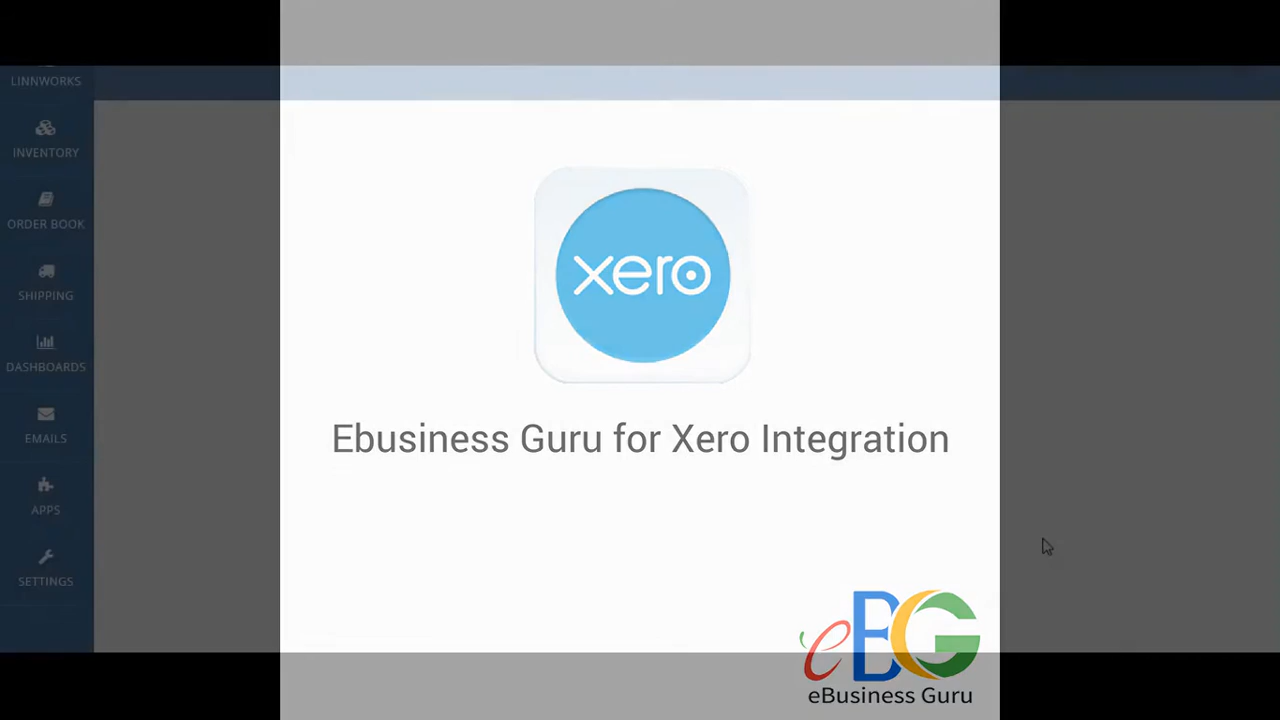 LINNWORKS
INVENTORY
ORDER BOOK
SHIPPING
DASHBOARDS
EMAILS
APPS
SETTINGS
xero
Ebusiness Guru for Xero Integration
eBG
eBusiness Guru